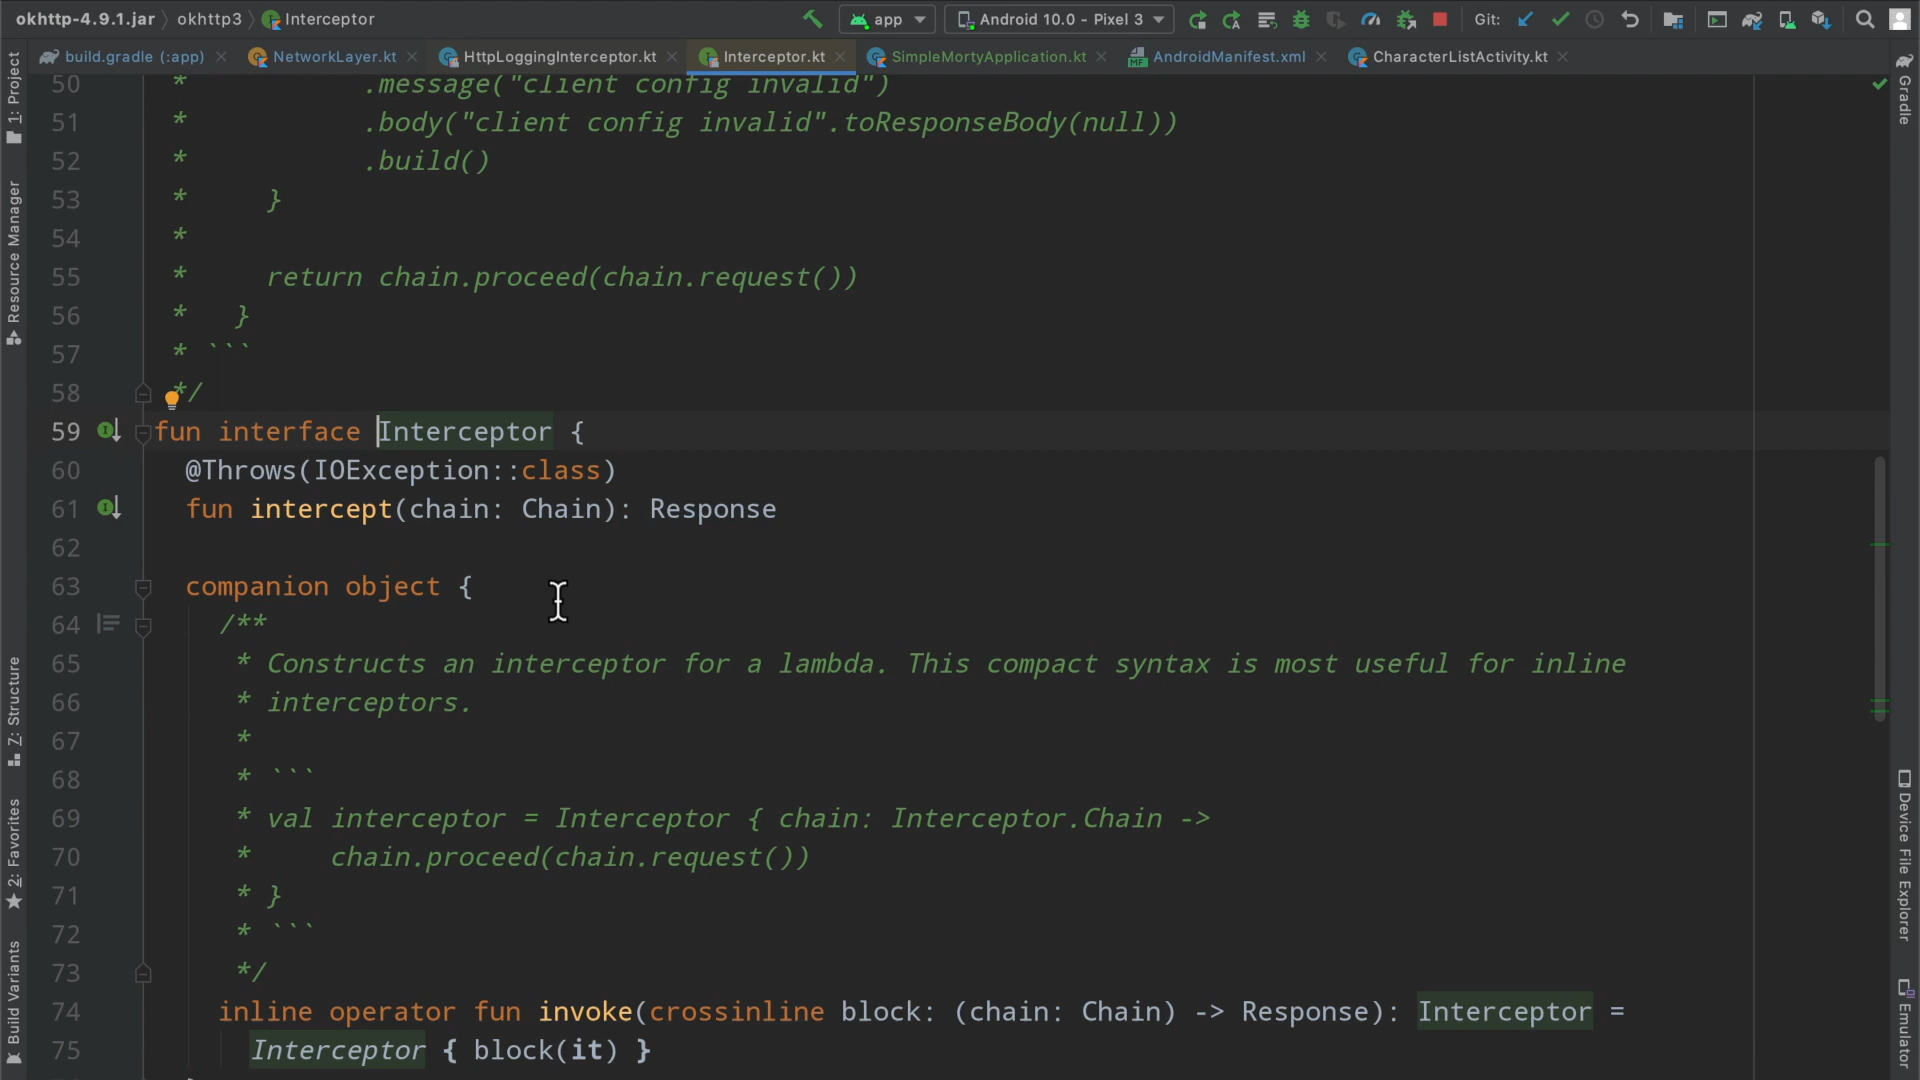 okhttp-4.9.1.jar okhttp3 Interceptor app Android 10.0 - Pixel 3 Git:
build.gradle (:app) NetworkLayer.kt HttpLoggingInterceptor.kt Interceptor.kt SimpleMortyApplication.kt AndroidManifest.xml CharacterListActivity.kt
1: Project
Resource Manager
Z: Structure
2: Favorites
Build Variants
50 * .message("client config invalid")
51 * .body("client config invalid".toResponseBody(null))
52 * .build()
53 * }
54 *
55 * return chain.proceed(chain.request())
56 * }
57 * ```
58 */
59 fun interface Interceptor {
60 @Throws(IOException::class)
61 fun intercept(chain: Chain): Response
62
63 companion object {
64 /**
65 * Constructs an interceptor for a lambda. This compact syntax is most useful for inline
66 * interceptors.
67 *
68 * ```
69 * val interceptor = Interceptor { chain: Interceptor.Chain ->
70 * chain.proceed(chain.request())
71 * }
72 * ```
73 */
74 inline operator fun invoke(crossinline block: (chain: Chain) -> Response): Interceptor =
75 Interceptor { block(it) }
Gradle
Device File Explorer
Emulator